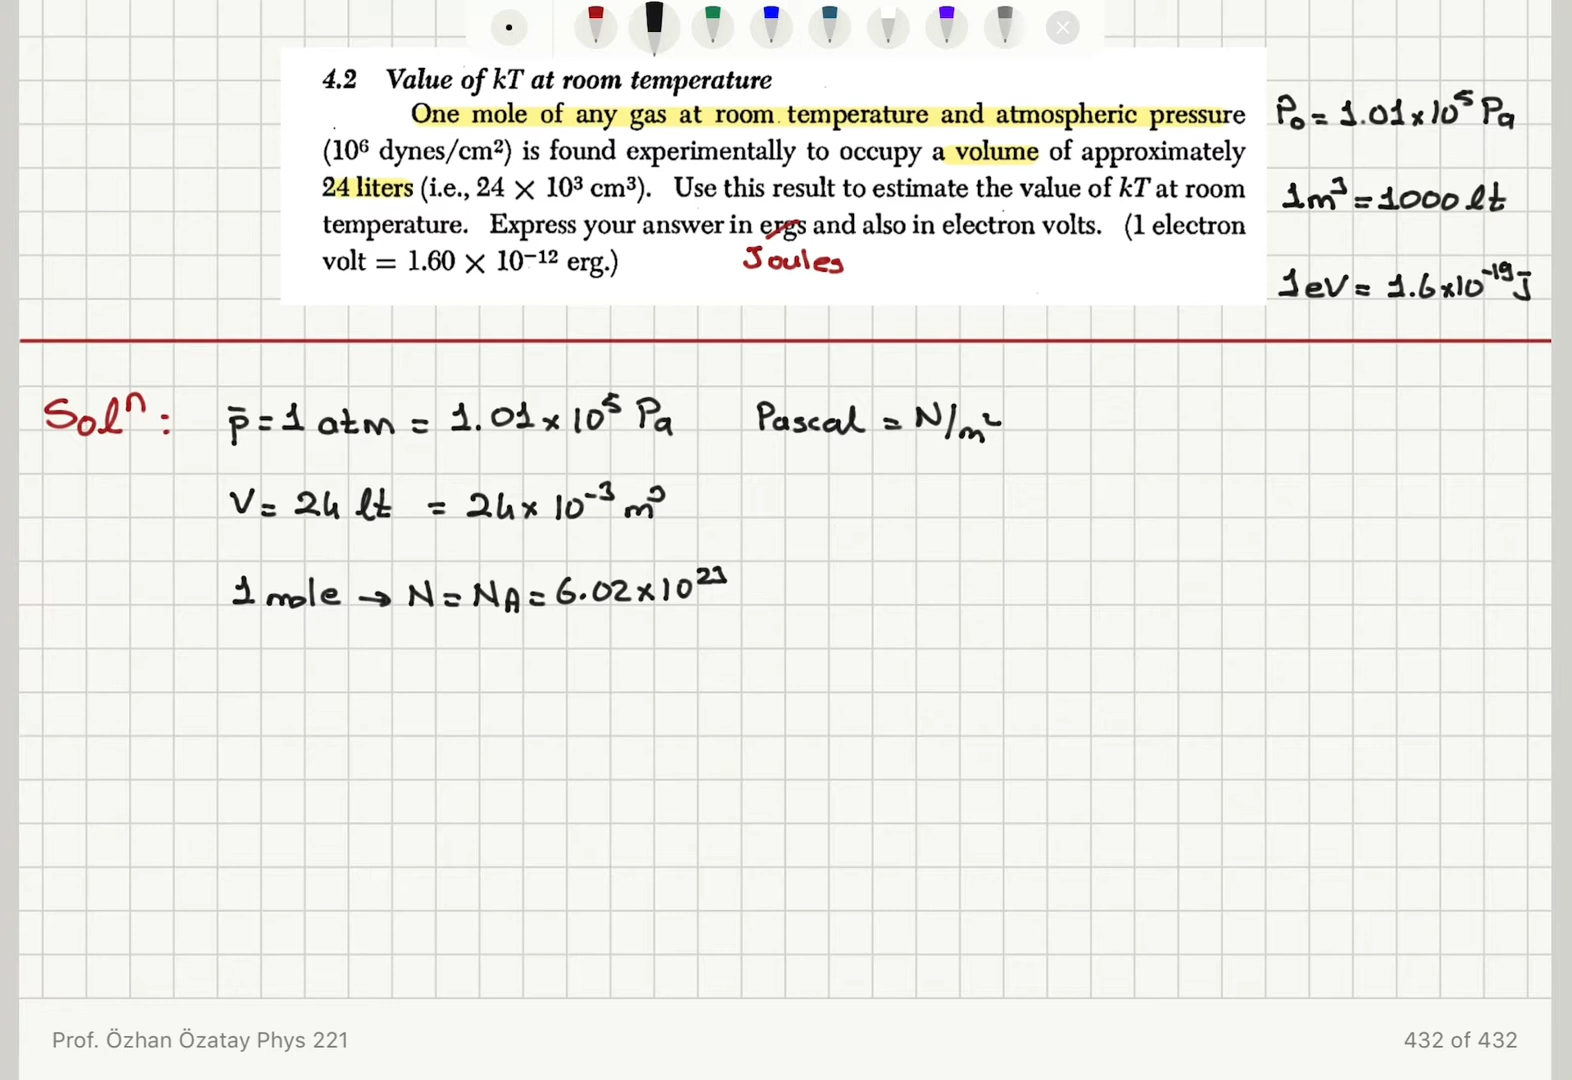 4.2 Value of kT at room temperature
One mole of any gas at room temperature and atmospheric pressure
(10⁶ dynes/cm²) is found experimentally to occupy a volume of approximately
24 liters (i.e., 24 × 10³ cm³). Use this result to estimate the value of kT at room
temperature. Express your answer in ergs and also in electron volts. (1 electron
volt = 1.60 × 10⁻¹² erg.)
Joules
P₀ = 1.01 x 10⁵ Pa
1m³ = 1000 lt
1eV = 1.6x10⁻¹⁹ J
Solⁿ: p̄ = 1 atm = 1.01 x 10⁵ Pa Pascal = N/m²
V = 24 lt = 24 x 10⁻³ m³
1 mole → N = N_A = 6.02 x 10²³
Prof. Özhan Özatay Phys 221
432 of 432